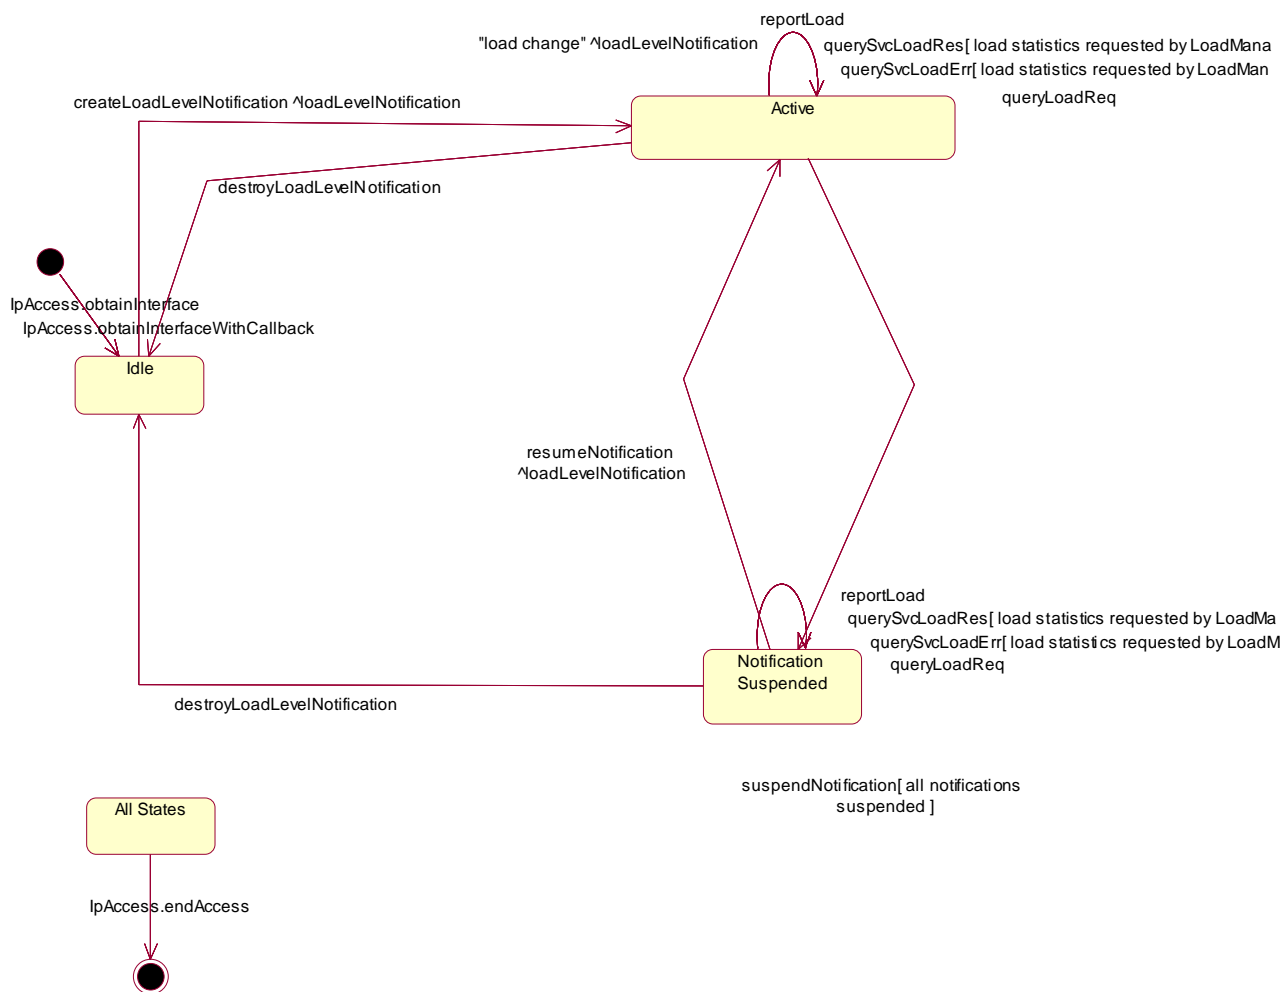 reportLoad
"load change" ^loadLevelNotification
querySvcLoadRes[ load statistics requested by LoadMana
querySvcLoadErr[ load statistics requested by LoadMan
queryLoadReq
createLoadLevelNotification ^loadLevelNotification
Active
destroyLoadLevelNotification
IpAccess.obtainInterface
IpAccess.obtainInterfaceWithCallback
Idle
resumeNotification
^loadLevelNotification
reportLoad
querySvcLoadRes[ load statistics requested by LoadMa
querySvcLoadErr[ load statistics requested by LoadM
queryLoadReq
Notification
Suspended
destroyLoadLevelNotification
suspendNotification[ all notifications
suspended ]
All States
IpAccess.endAccess